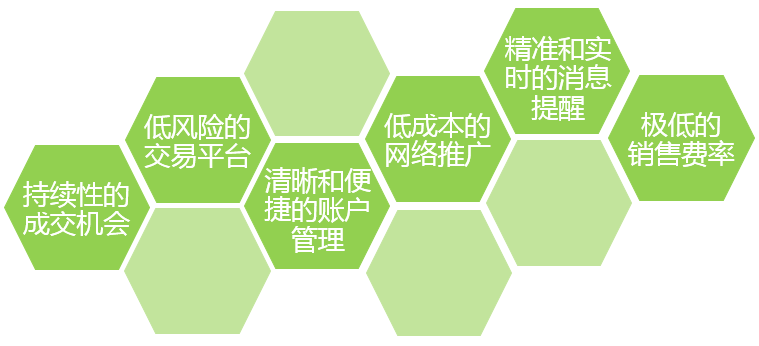 持续性的
成交机会
低风险的
交易平台
清晰和便
捷的账户
管理
低成本的
网络推广
精准和实
时的消息
提醒
极低的
销售费率